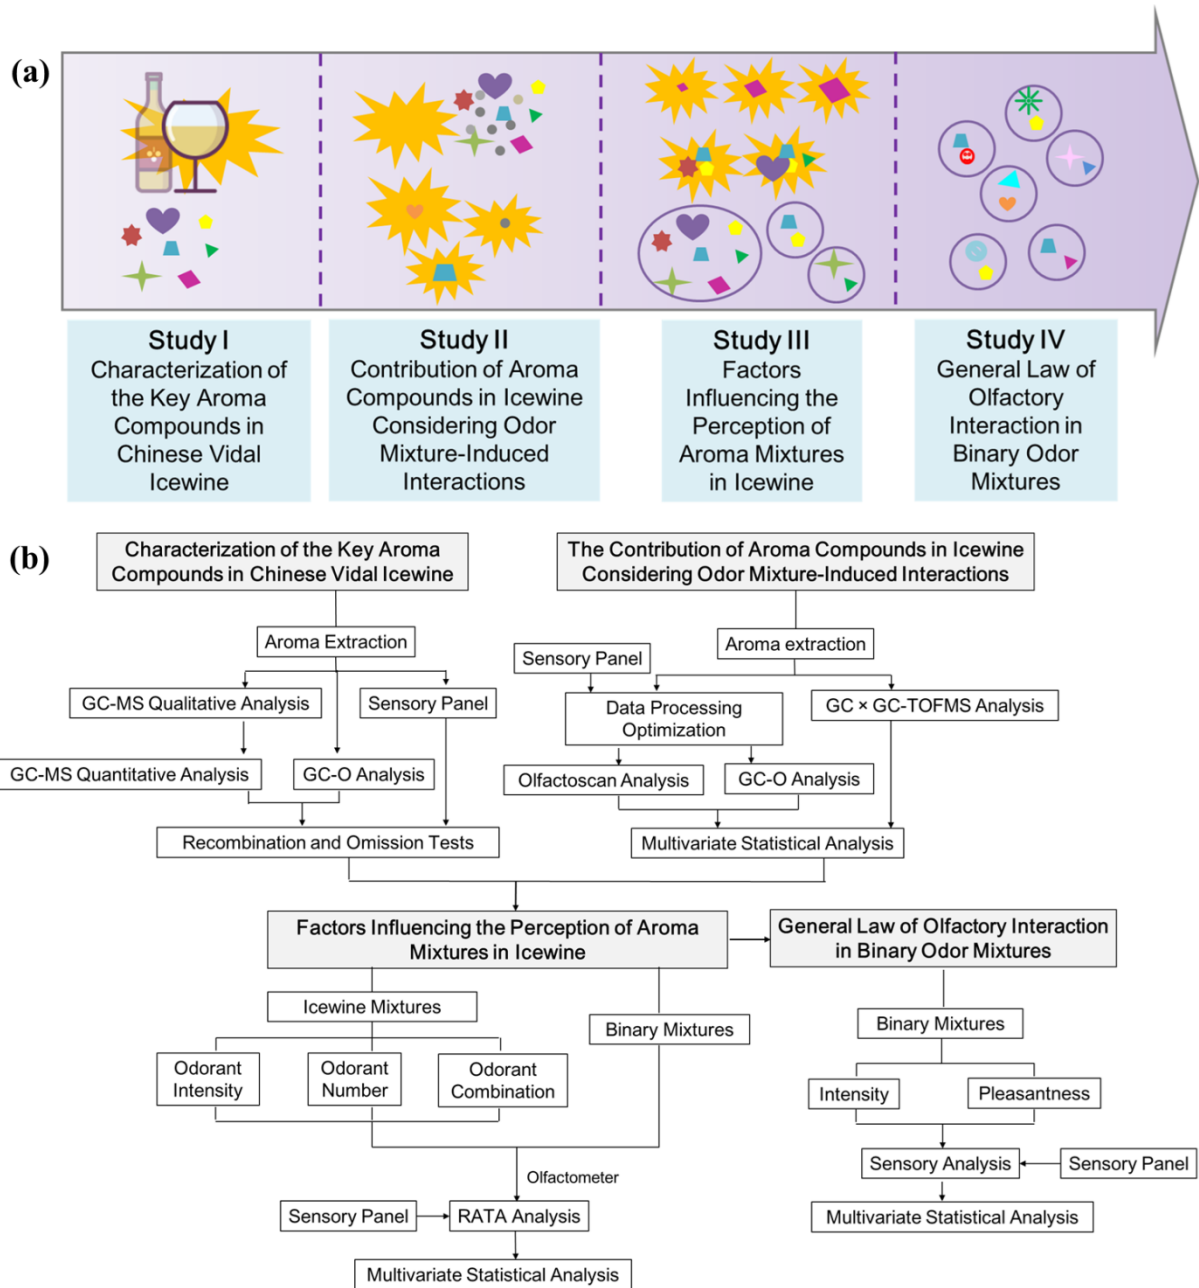 (a)
Study I
Characterization of
the Key Aroma
Compounds in
Chinese Vidal
Icewine
Study II
Contribution of Aroma
Compounds in Icewine
Considering Odor
Mixture-Induced
Interactions
Study III
Factors
Influencing the
Perception of
Aroma Mixtures
in Icewine
Study IV
General Law of
Olfactory
Interaction in
Binary Odor
Mixtures
(b)
Characterization of the Key Aroma
Compounds in Chinese Vidal Icewine
Aroma Extraction
GC-MS Qualitative Analysis
Sensory Panel
GC-MS Quantitative Analysis
GC-O Analysis
Recombination and Omission Tests
The Contribution of Aroma Compounds in Icewine
Considering Odor Mixture-Induced Interactions
Aroma extraction
Sensory Panel
Data Processing
Optimization
GC × GC-TOFMS Analysis
Olfactoscan Analysis
GC-O Analysis
Multivariate Statistical Analysis
Factors Influencing the Perception of Aroma
Mixtures in Icewine
Icewine Mixtures
Binary Mixtures
Odorant
Intensity
Odorant
Number
Odorant
Combination
Olfactometer
Sensory Panel
RATA Analysis
Multivariate Statistical Analysis
General Law of Olfactory Interaction
in Binary Odor Mixtures
Binary Mixtures
Intensity
Pleasantness
Sensory Analysis
Sensory Panel
Multivariate Statistical Analysis